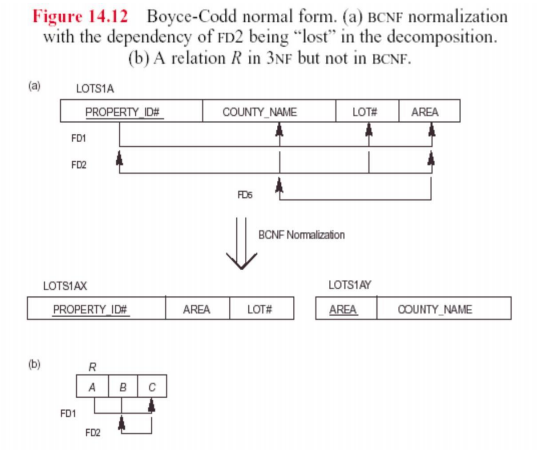 Figure 14.12 Boyce-Codd normal form. (a) BCNF normalization
with the dependency of FD2 being “lost” in the decomposition.
(b) A relation R in 3NF but not in BCNF.
(a)
LOTS1A
PROPERTY_ID# COUNTY_NAME LOT# AREA
FD1
FD2
FD5
BCNF Normalization
LOTS1AX
PROPERTY_ID# AREA LOT#
LOTS1AY
AREA COUNTY_NAME
(b)
R
A B C
FD1
FD2